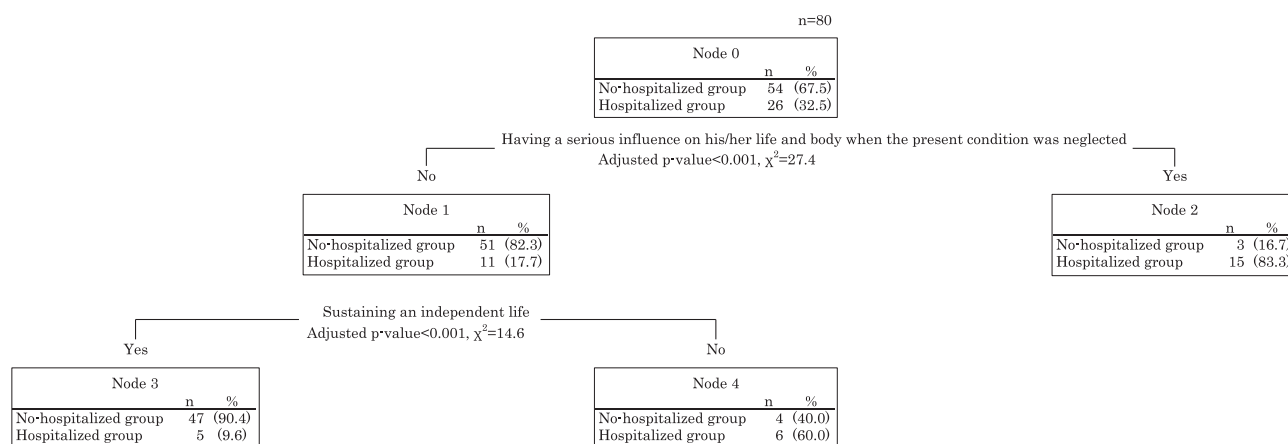 n=80
Node 0
n %
No-hospitalized group 54 (67.5)
Hospitalized group 26 (32.5)
Having a serious influence on his/her life and body when the present condition was neglected
Adjusted p-value<0.001, χ²=27.4
No
Yes
Node 1
n %
No-hospitalized group 51 (82.3)
Hospitalized group 11 (17.7)
Node 2
n %
No-hospitalized group 3 (16.7)
Hospitalized group 15 (83.3)
Sustaining an independent life
Adjusted p-value<0.001, χ²=14.6
Yes
No
Node 3
n %
No-hospitalized group 47 (90.4)
Hospitalized group 5 (9.6)
Node 4
n %
No-hospitalized group 4 (40.0)
Hospitalized group 6 (60.0)